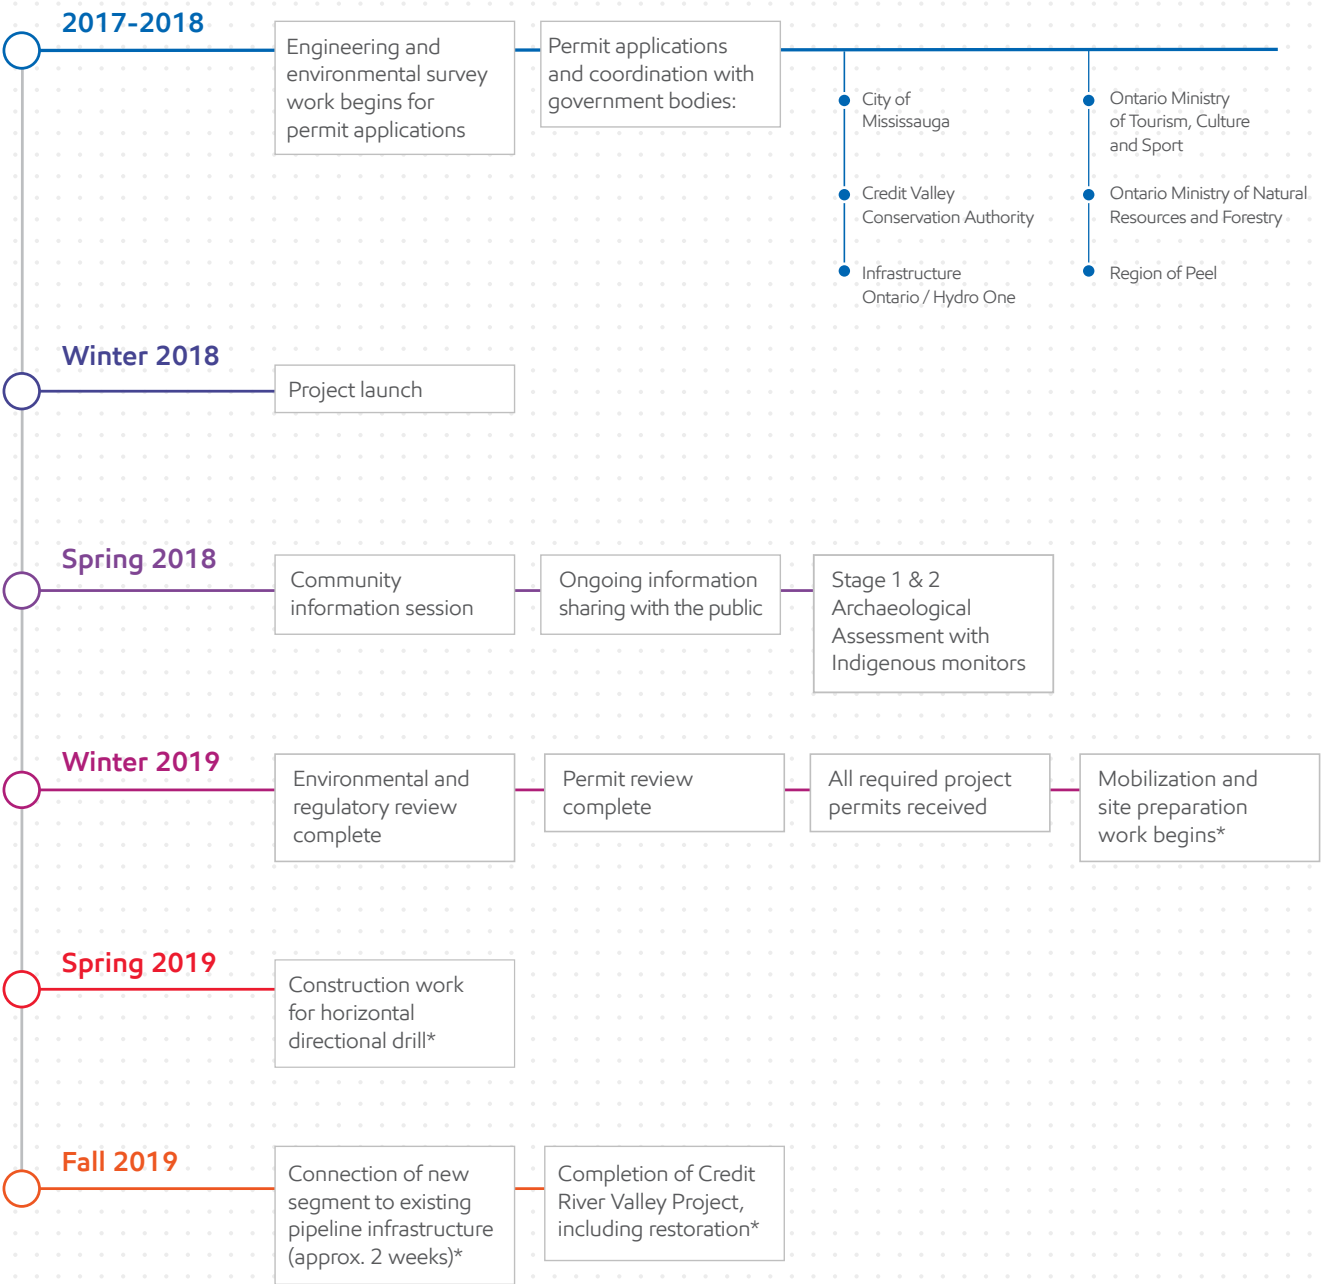 2017-2018
Engineering and
environmental survey
work begins for
permit applications
Permit applications
and coordination with
government bodies:
City of
Mississauga
Credit Valley
Conservation Authority
Infrastructure
Ontario / Hydro One
Ontario Ministry
of Tourism, Culture
and Sport
Ontario Ministry of Natural
Resources and Forestry
Region of Peel
Winter 2018
Project launch
Spring 2018
Community
information session
Ongoing information
sharing with the public
Stage 1 & 2
Archaeological
Assessment with
Indigenous monitors
Winter 2019
Environmental and
regulatory review
complete
Permit review
complete
All required project
permits received
Mobilization and
site preparation
work begins*
Spring 2019
Construction work
for horizontal
directional drill*
Fall 2019
Connection of new
segment to existing
pipeline infrastructure
(approx. 2 weeks)*
Completion of Credit
River Valley Project,
including restoration*